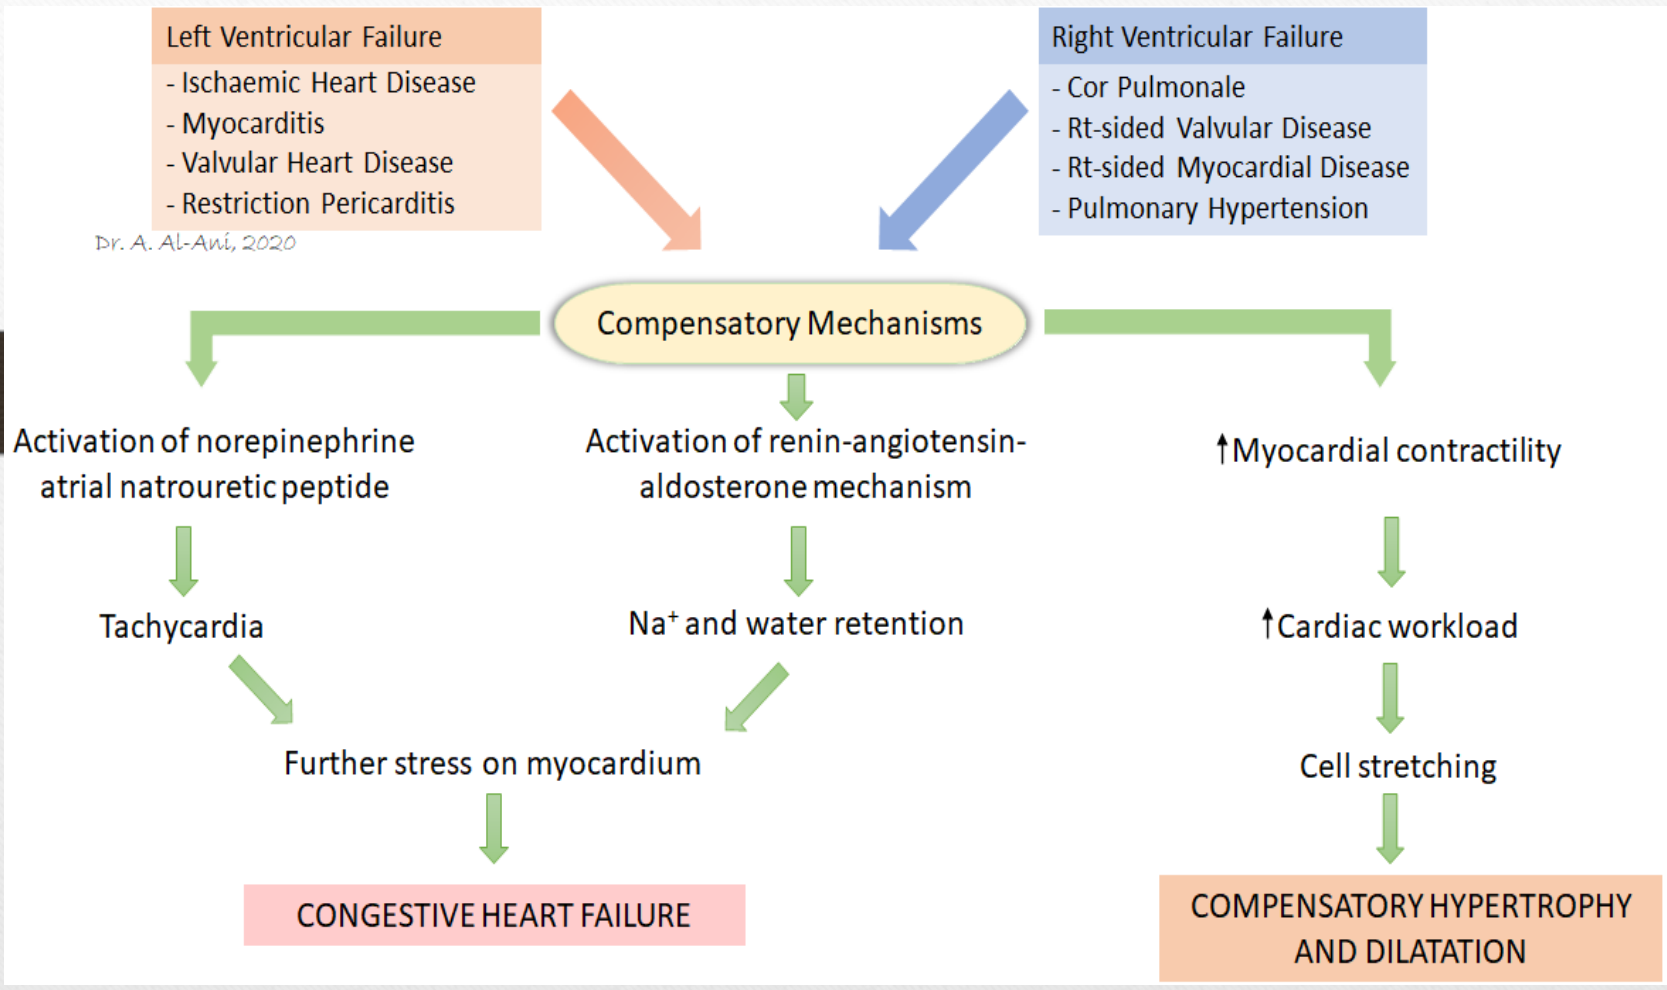 Left Ventricular Failure
- Ischaemic Heart Disease
- Myocarditis
- Valvular Heart Disease
- Restriction Pericarditis
Dr. A. Al-Ani, 2020
Right Ventricular Failure
- Cor Pulmonale
- Rt-sided Valvular Disease
- Rt-sided Myocardial Disease
- Pulmonary Hypertension
Compensatory Mechanisms
Activation of norepinephrine
atrial natrouretic peptide
Tachycardia
Activation of renin-angiotensin-
aldosterone mechanism
Na⁺ and water retention
Further stress on myocardium
CONGESTIVE HEART FAILURE
↑Myocardial contractility
↑Cardiac workload
Cell stretching
COMPENSATORY HYPERTROPHY
AND DILATATION